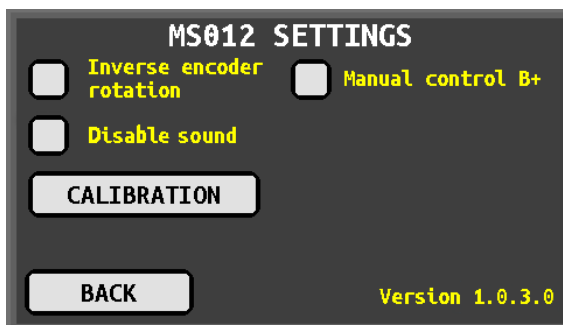 MS012 SETTINGS
Inverse encoder
rotation
Manual control B+
Disable sound
CALIBRATION
BACK
Version 1.0.3.0